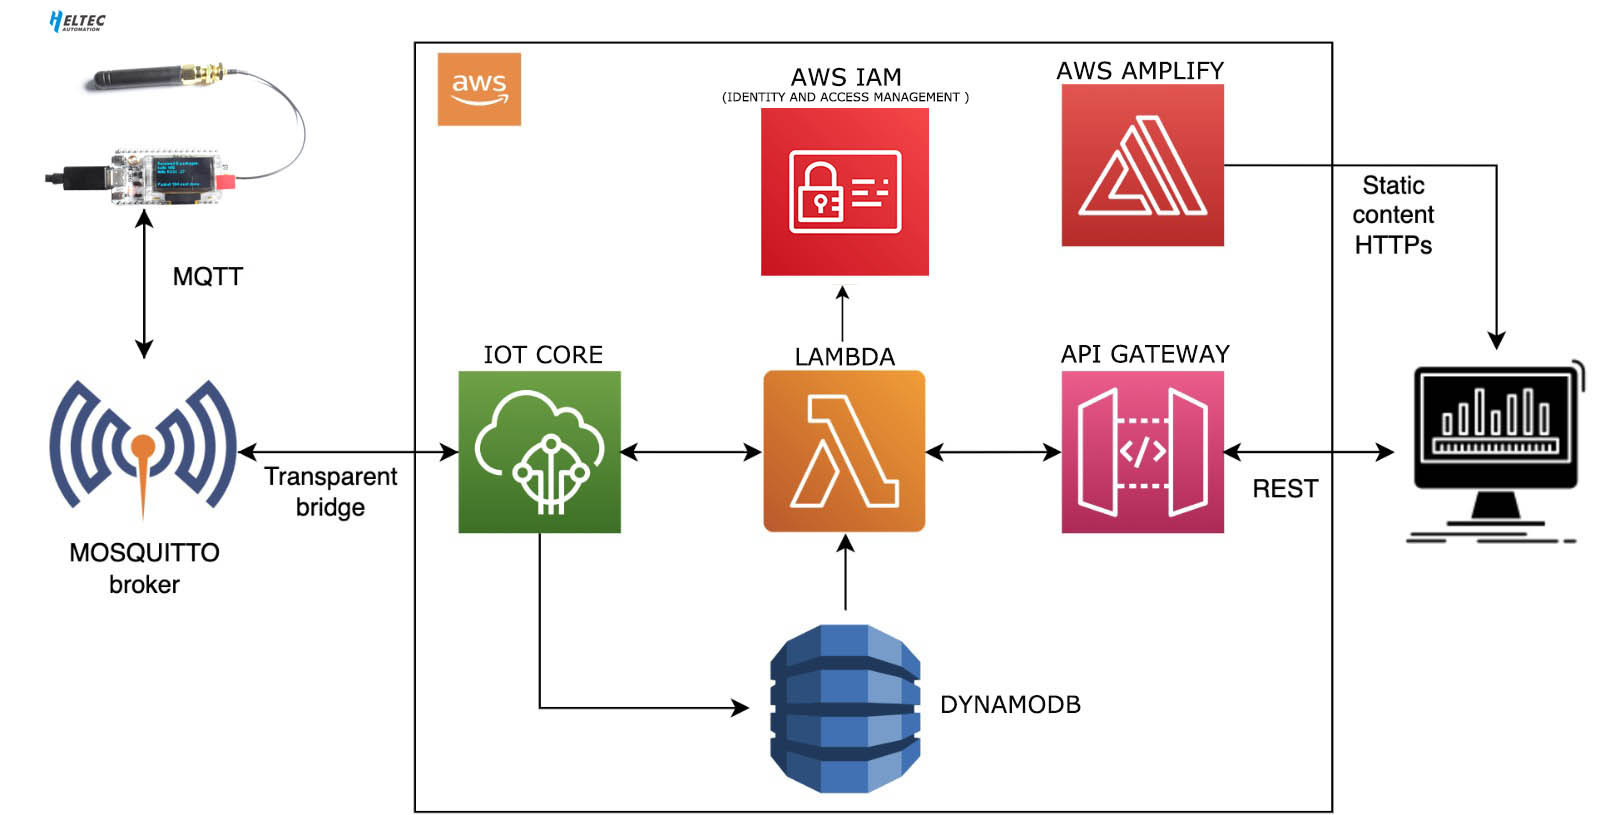 HELTEC
AUTOMATION
aws
AWS IAM
(IDENTITY AND ACCESS MANAGEMENT )
AWS AMPLIFY
Static
content
HTTPs
MQTT
IOT CORE
LAMBDA
API GATEWAY
Transparent
bridge
REST
MOSQUITTO
broker
DYNAMODB